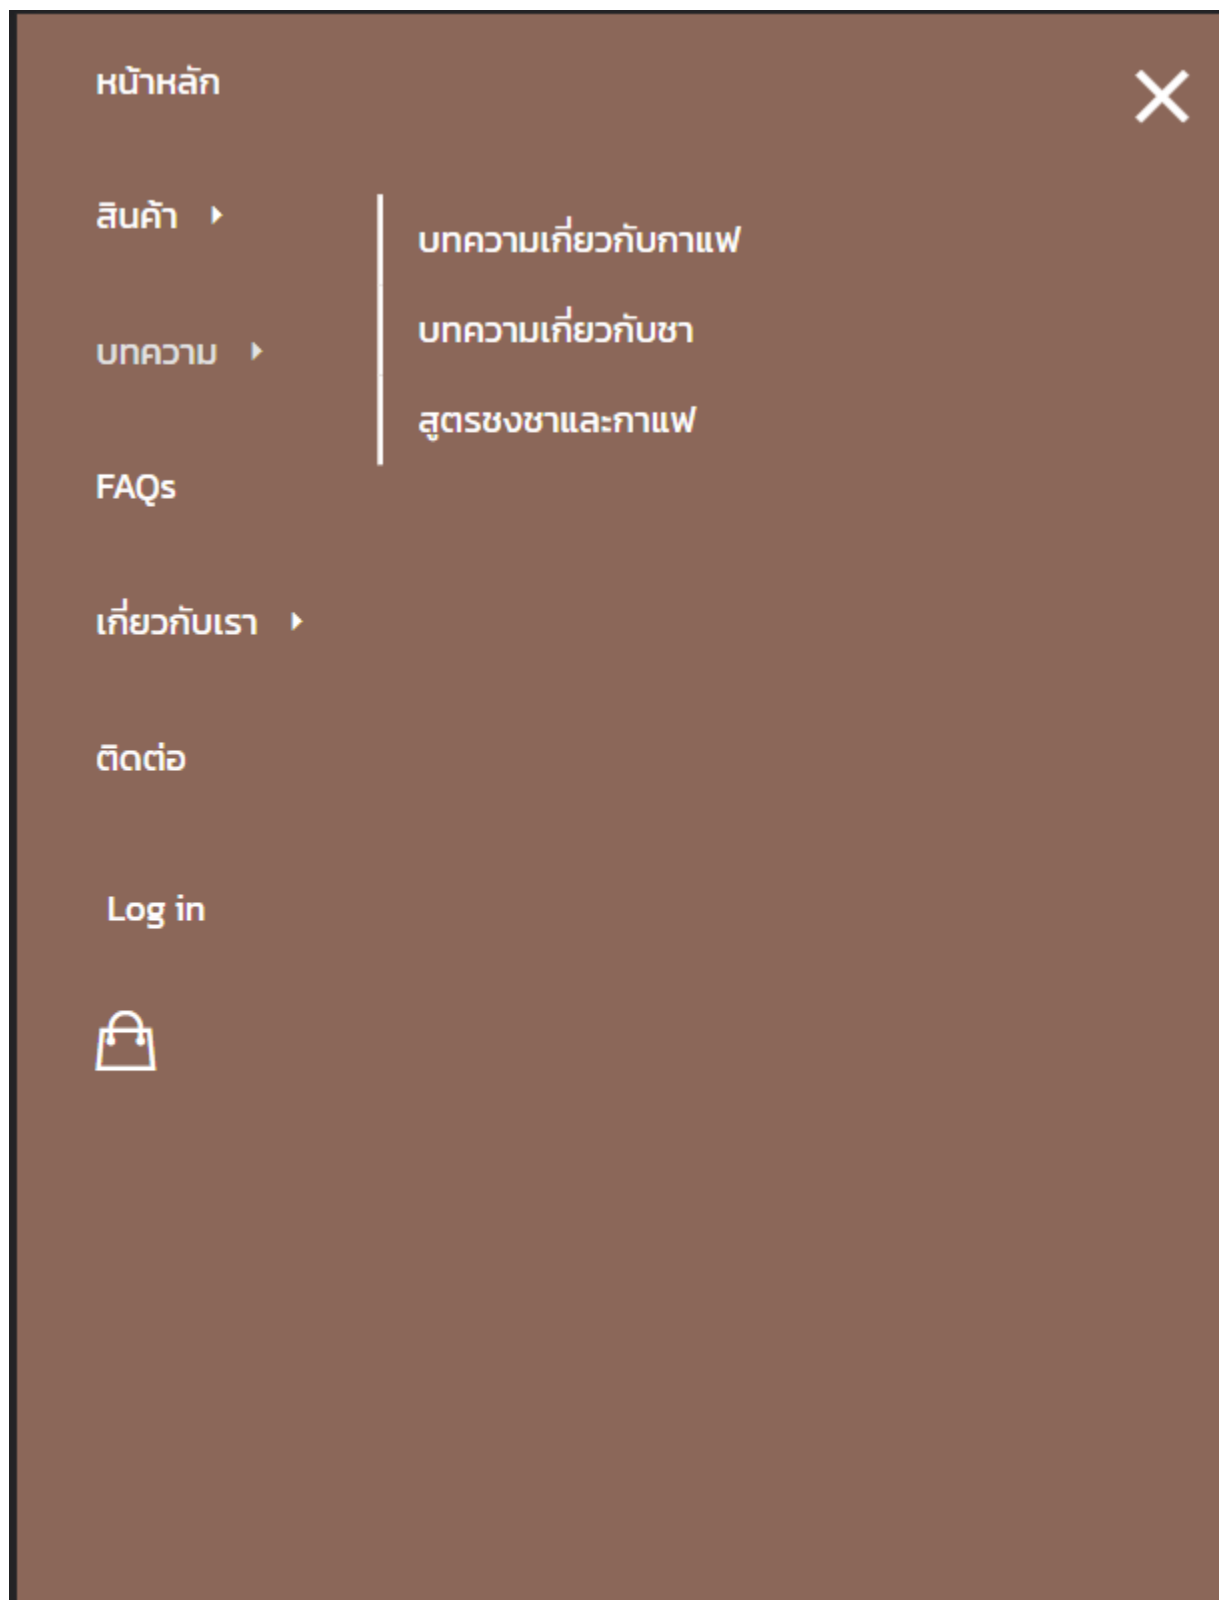 หน้าหลัก
สินค้า
บทความ
บทความเกี่ยวกับกาแฟ
บทความเกี่ยวกับชา
สูตรชงชาและกาแฟ
FAQs
เกี่ยวกับเรา
ติดต่อ
Log in